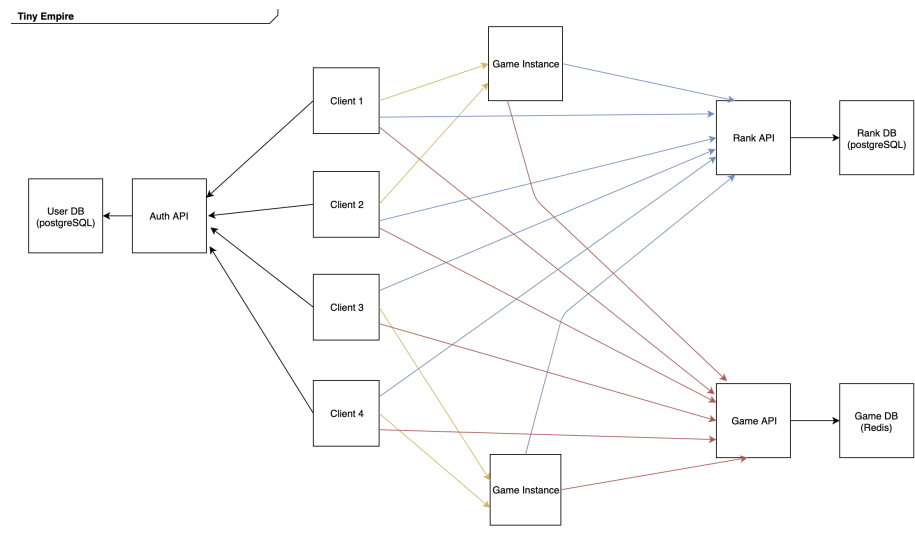 Tiny Empire
Game Instance
Client 1
Rank API
Rank DB
(postgreSQL)
Client 2
User DB
(postgreSQL)
Auth API
Client 3
Client 4
Game API
Game DB
(Redis)
Game Instance